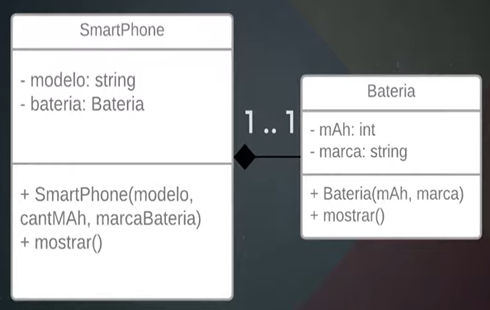 SmartPhone
- modelo: string
- bateria: Bateria
+ SmartPhone(modelo,
cantMAh, marcaBateria)
+ mostrar()
1 .. 1
Bateria
- mAh: int
- marca: string
+ Bateria(mAh, marca)
+ mostrar()